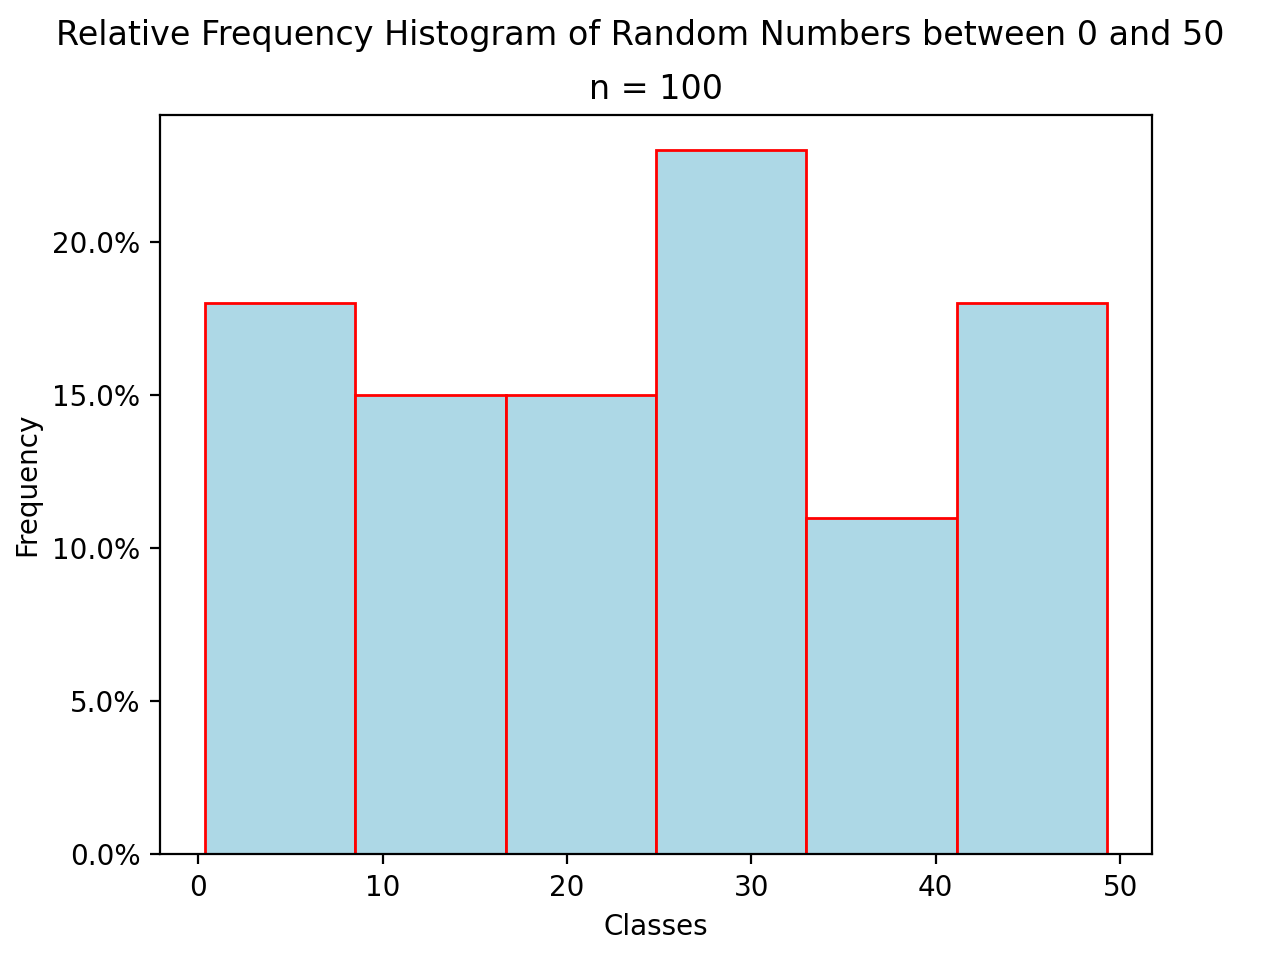 Relative Frequency Histogram of Random Numbers between 0 and 50
n = 100
20.0%
15.0%
10.0%
5.0%
0.0%
Frequency
0 10 20 30 40 50
Classes